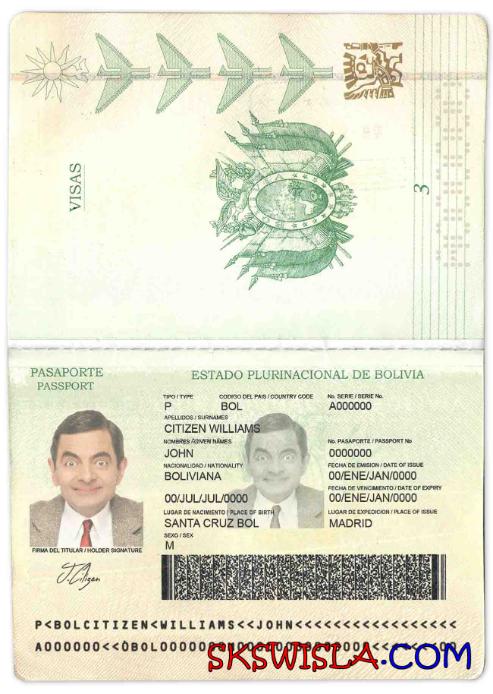 VISAS
3
PASAPORTE
PASSPORT
ESTADO PLURINACIONAL DE BOLIVIA
TIPO / TYPE CODIGO DEL PAIS / COUNTRY CODE No. SERIE / SERIE No.
P BOL A000000
APELLIDOS / SURNAMES
CITIZEN WILLIAMS
NOMBRES /GIVEN NAMES No. PASAPORTE / PASSPORT No
JOHN 0000000
NACIONALIDAD / NATIONALITY FECHA DE EMISION / DATE OF ISSUE
BOLIVIANA 00/ENE/JAN/0000
FECHA DE VENCIMIENTO / DATE OF EXPIRY
00/JUL/JUL/0000 00/ENE/JAN/0000
LUGAR DE NACIMIENTO / PLACE OF BIRTH LUGAR DE EXPEDICION / PLACE OF ISSUE
SANTA CRUZ BOL MADRID
SEXO / SEX
M
FIRMA DEL TITULAR / HOLDER SIGNATURE
J.Citizen
P<BOLCITIZEN<WILLIAMS<<JOHN<<<<<<<<<<<<<<<<<
SKSWISLA.COM